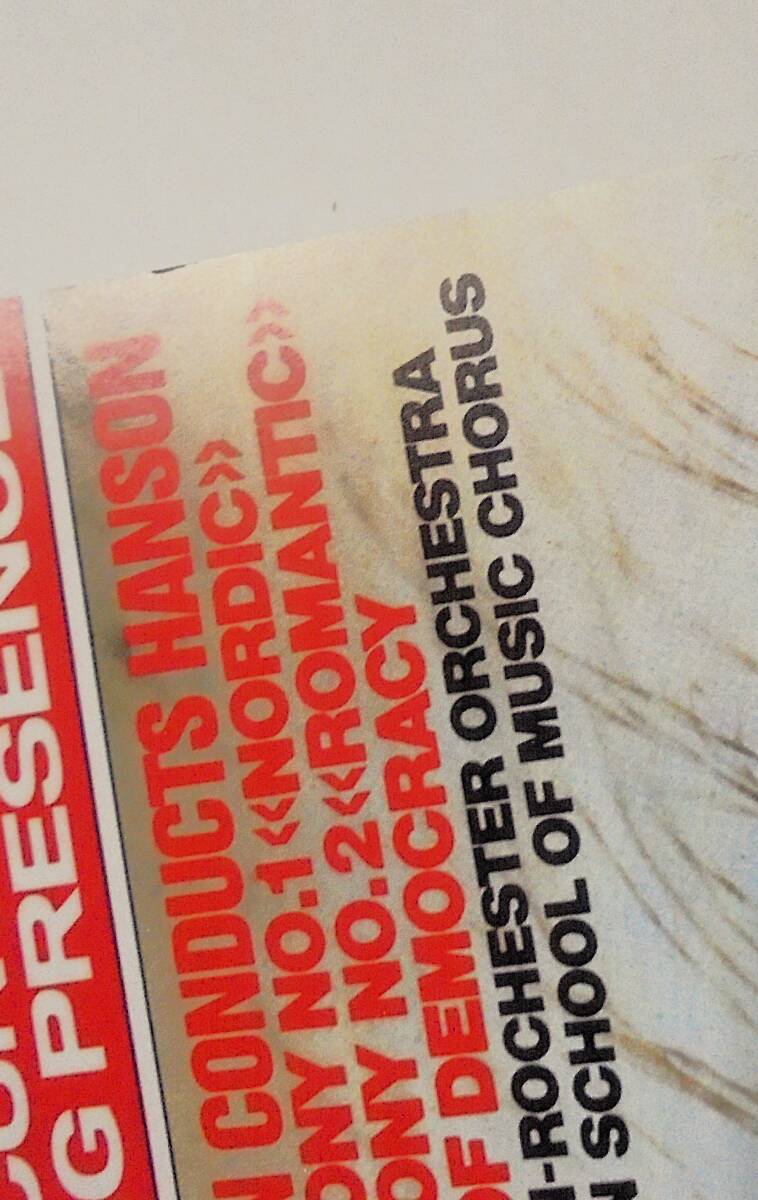 G PRESENCE
N CONDUCTS HANSON
ONY NO.1 «NORDIC»
ONY NO.2 «ROMANTIC»
OF DEMOCRACY
-ROCHESTER ORCHESTRA
SCHOOL OF MUSIC CHORUS